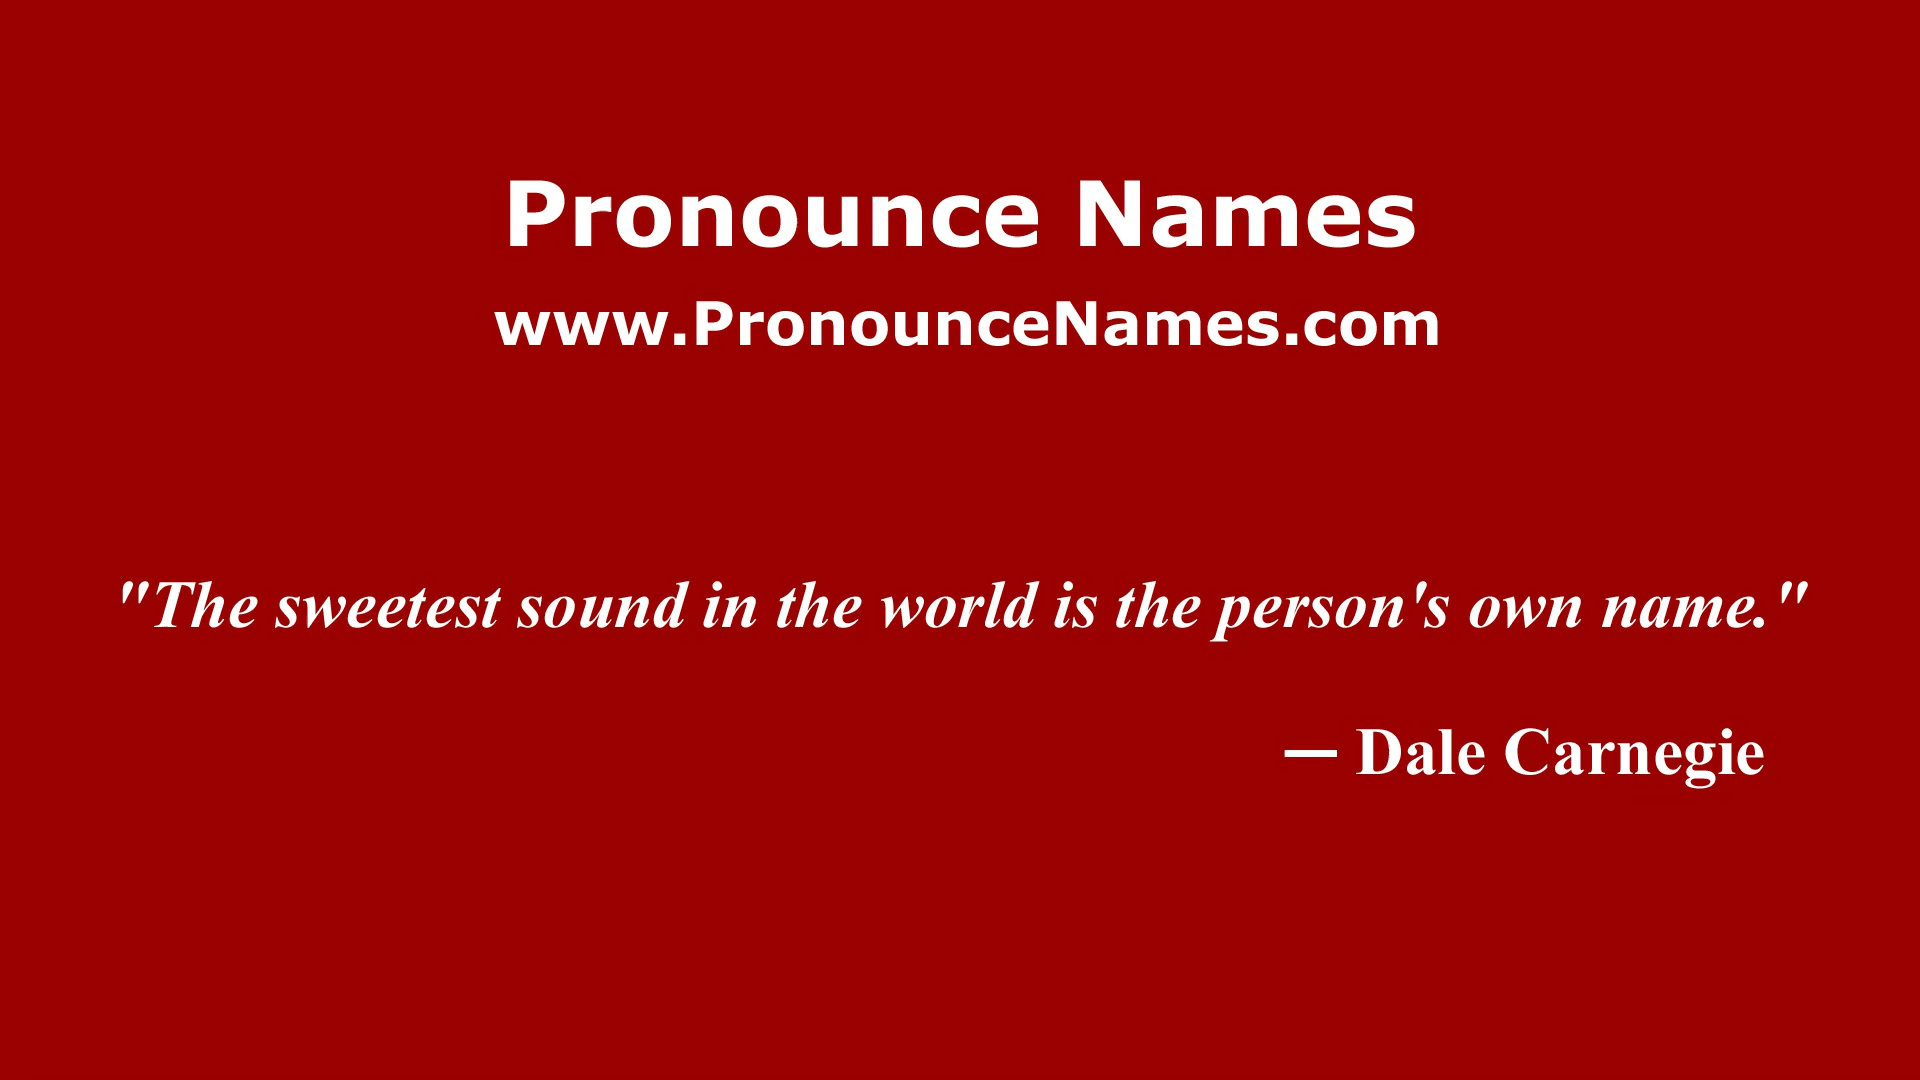 Pronounce Names
www.PronounceNames.com
"The sweetest sound in the world is the person's own name."
— Dale Carnegie